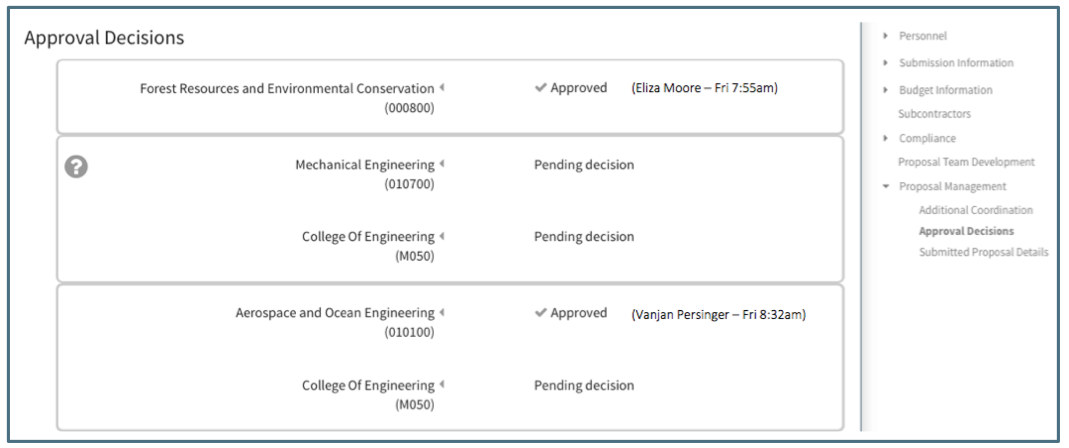 Approval Decisions
Forest Resources and Environmental Conservation
(000800)
Approved
(Eliza Moore – Fri 7:55am)
?
Mechanical Engineering
(010700)
Pending decision
College Of Engineering
(M050)
Pending decision
Aerospace and Ocean Engineering
(010100)
Approved
(Vanjan Persinger – Fri 8:32am)
College Of Engineering
(M050)
Pending decision
Personnel
Submission Information
Budget Information
Subcontractors
Compliance
Proposal Team Development
Proposal Management
Additional Coordination
Approval Decisions
Submitted Proposal Details